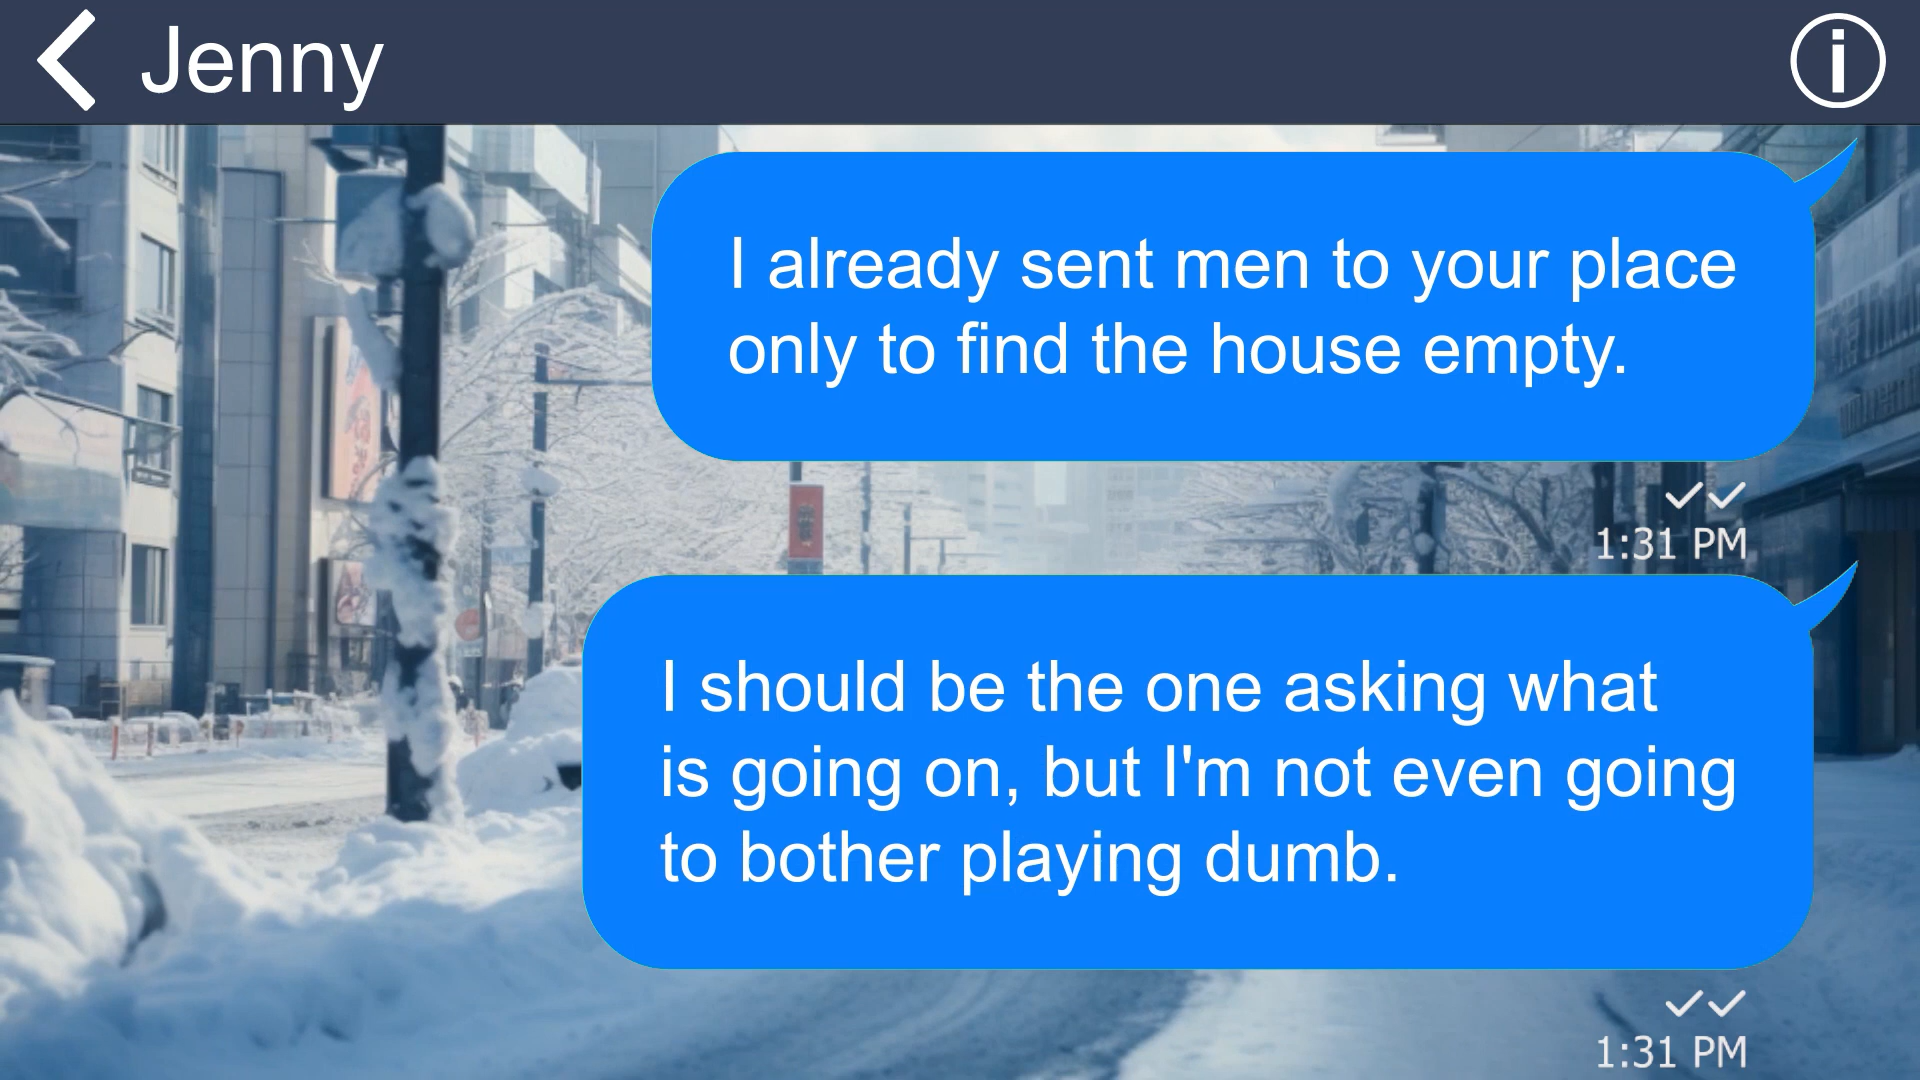 Jenny
I already sent men to your place
only to find the house empty.
1:31 PM
I should be the one asking what
is going on, but I'm not even going
to bother playing dumb.
1:31 PM